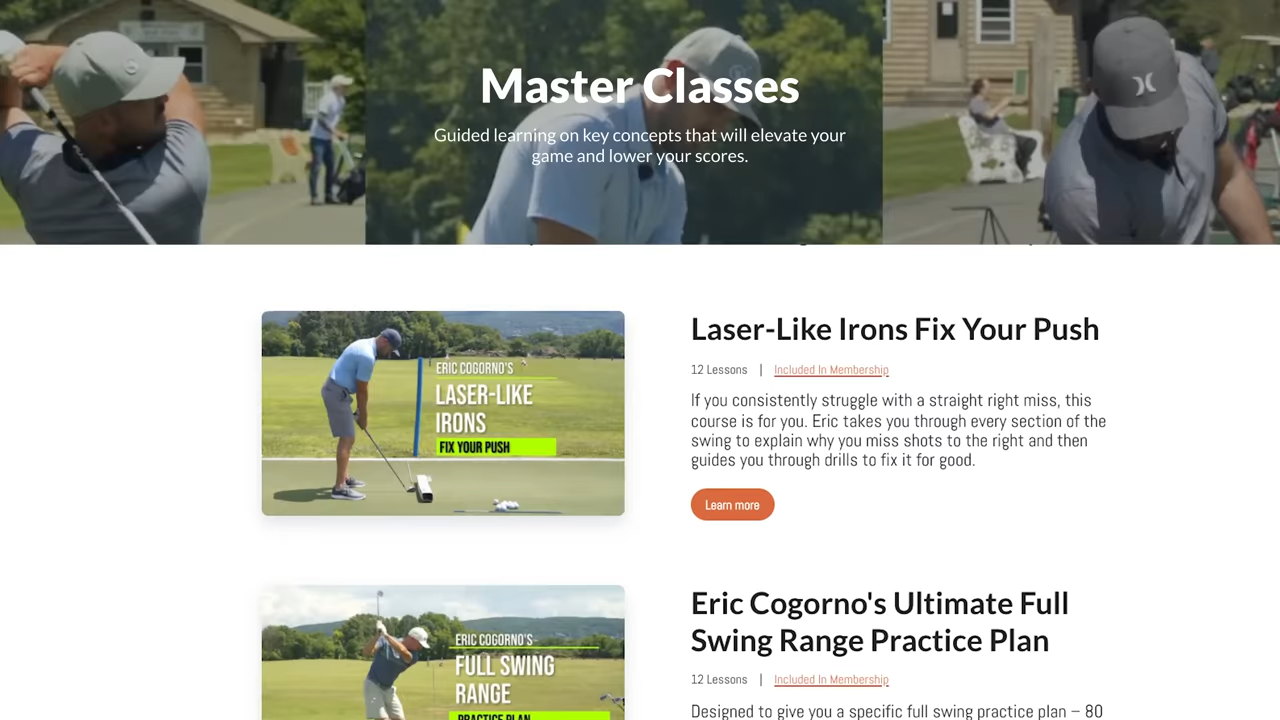 Master Classes
Guided learning on key concepts that will elevate your
game and lower your scores.
ERIC COGORNO'S
LASER-LIKE
IRONS
FIX YOUR PUSH
Laser-Like Irons Fix Your Push
12 Lessons | Included In Membership
If you consistently struggle with a straight right miss, this
course is for you. Eric takes you through every section of the
swing to explain why you miss shots to the right and then
guides you through drills to fix it for good.
Learn more
ERIC COGORNO'S
FULL SWING
RANGE
PRACTICE PLAN
Eric Cogorno's Ultimate Full
Swing Range Practice Plan
12 Lessons | Included In Membership
Designed to give you a specific full swing practice plan – 80